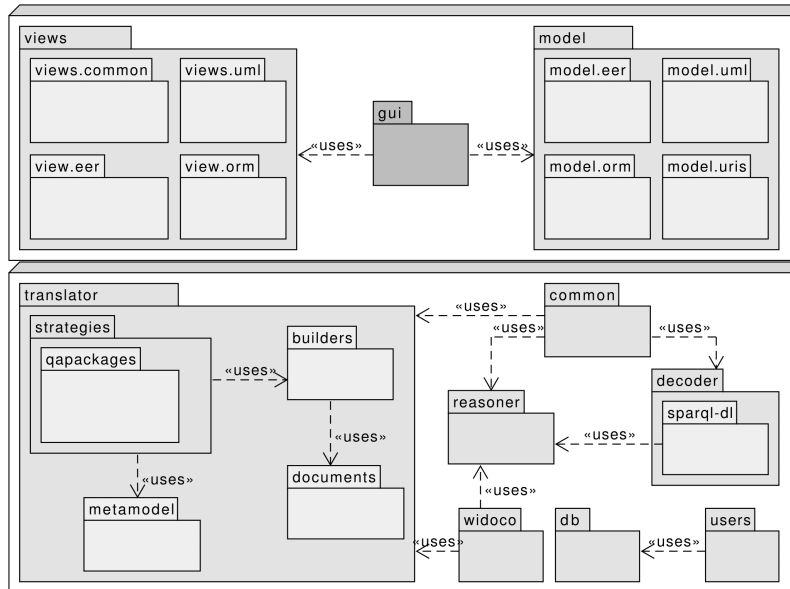 views
model
views.common
views.uml
model.eer
model.uml
gui
«uses»
«uses»
view.eer
view.orm
model.orm
model.uris
translator
common
«uses»
strategies
builders
«uses»
«uses»
qapackages
«uses»
decoder
reasoner
sparql-dl
«uses»
«uses»
«uses»
documents
metamodel
«uses»
widoco
db
users
«uses»
«uses»